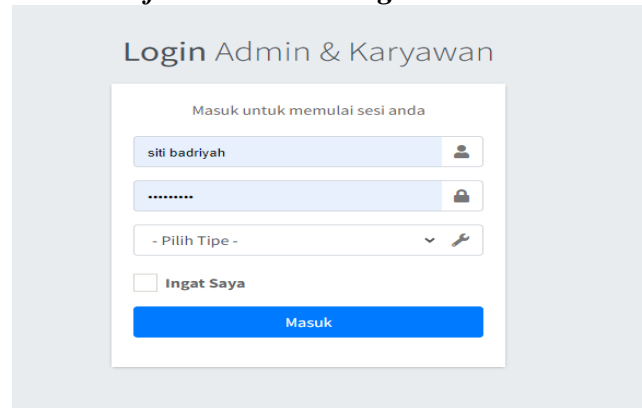 Login Admin & Karyawan
Masuk untuk memulai sesi anda
siti badriyah
•••••••••
- Pilih Tipe -
Ingat Saya
Masuk